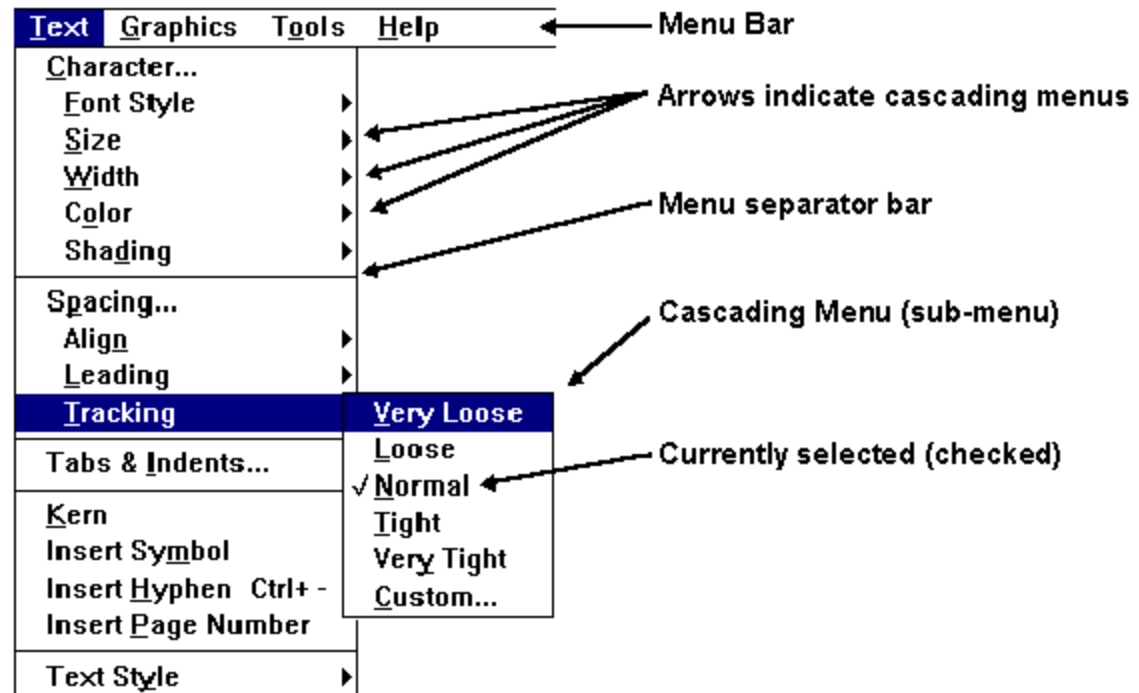 Text Graphics Tools Help
Menu Bar
Character...
Font Style
Arrows indicate cascading menus
Size
Width
Color
Menu separator bar
Shading
Spacing...
Cascading Menu (sub-menu)
Align
Leading
Tracking
Very Loose
Loose
Currently selected (checked)
Tabs & Indents...
✓ Normal
Kern
Tight
Insert Symbol
Very Tight
Insert Hyphen Ctrl+ -
Custom...
Insert Page Number
Text Style